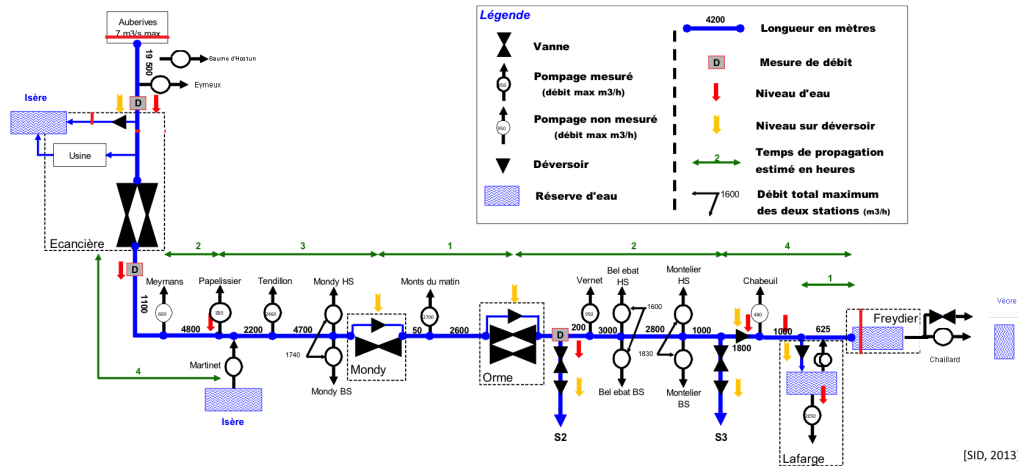 Auberives
7 m3/s max
19 500
Baume d'Hostun
Eymeux
D
Isère
Usine
Ecancière
D
1100
Légende
Vanne
950
Pompage mesuré
(débit max m3/h)
950
Pompage non mesuré
(débit max m3/h)
Déversoir
Réserve d'eau
4200
Longueur en mètres
D
Mesure de débit
Niveau d'eau
Niveau sur déversoir
2
Temps de propagation
estimé en heures
1600
Débit total maximum
des deux stations (m3/h)
2
3
1
2
4
1
4
Meymans
Papelissier
Tendillon
Mondy HS
Monts du matin
Vernet
Bel ebat
HS
Montelier
HS
Chabeuil
Véore
600
350
2460
2700
950
1600
480
4800
2200
4700
50
2600
D
200
3000
2800
1000
1800
1000
625
Freydier
Chaillard
1740
1830
Martinet
Mondy
Mondy BS
Orme
Bel ebat BS
Montelier
BS
2050
Isère
S2
S3
Lafarge
[SID, 2013]